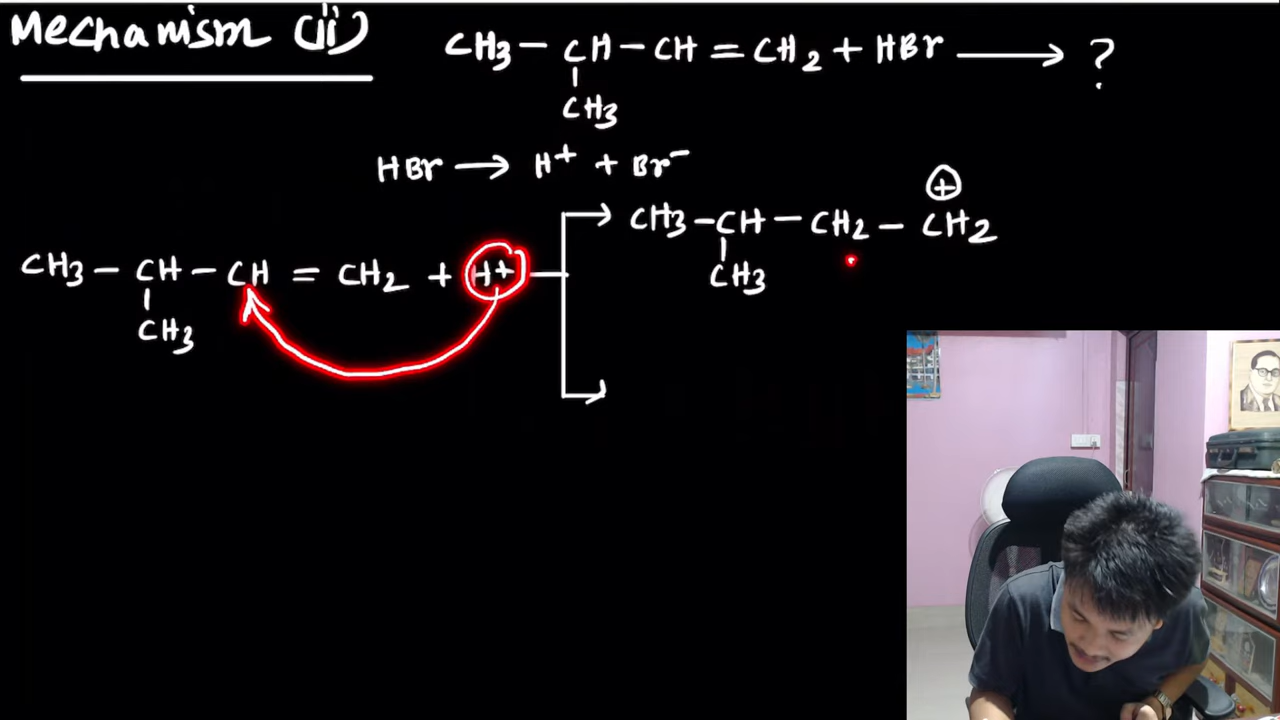 Mechanism (ii)
CH3 - CH - CH = CH2 + HBr ⟶ ?
CH3
HBr ⟶ H+ + Br-
CH3 - CH - CH2 - CH2
+
CH3
CH3 - CH - CH = CH2 + H+
CH3